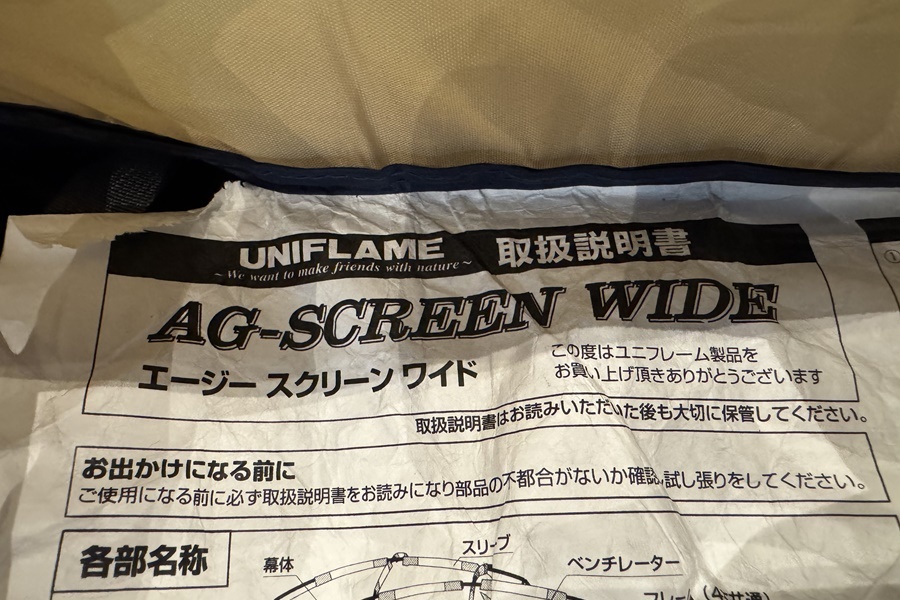 UNIFLAME 取扱説明書
~We want to make friends with nature~
AG-SCREEN WIDE
エージー スクリーン ワイド
この度はユニフレーム製品を
お買い上げ頂きありがとうございます
取扱説明書はお読みいただいた後も大切に保管してください。
お出かけになる前に
ご使用になる前に必ず取扱説明書をお読みになり部品の不都合がないか確認,試し張りをしてください。
各部名称
幕体
スリーブ
ベンチレーター